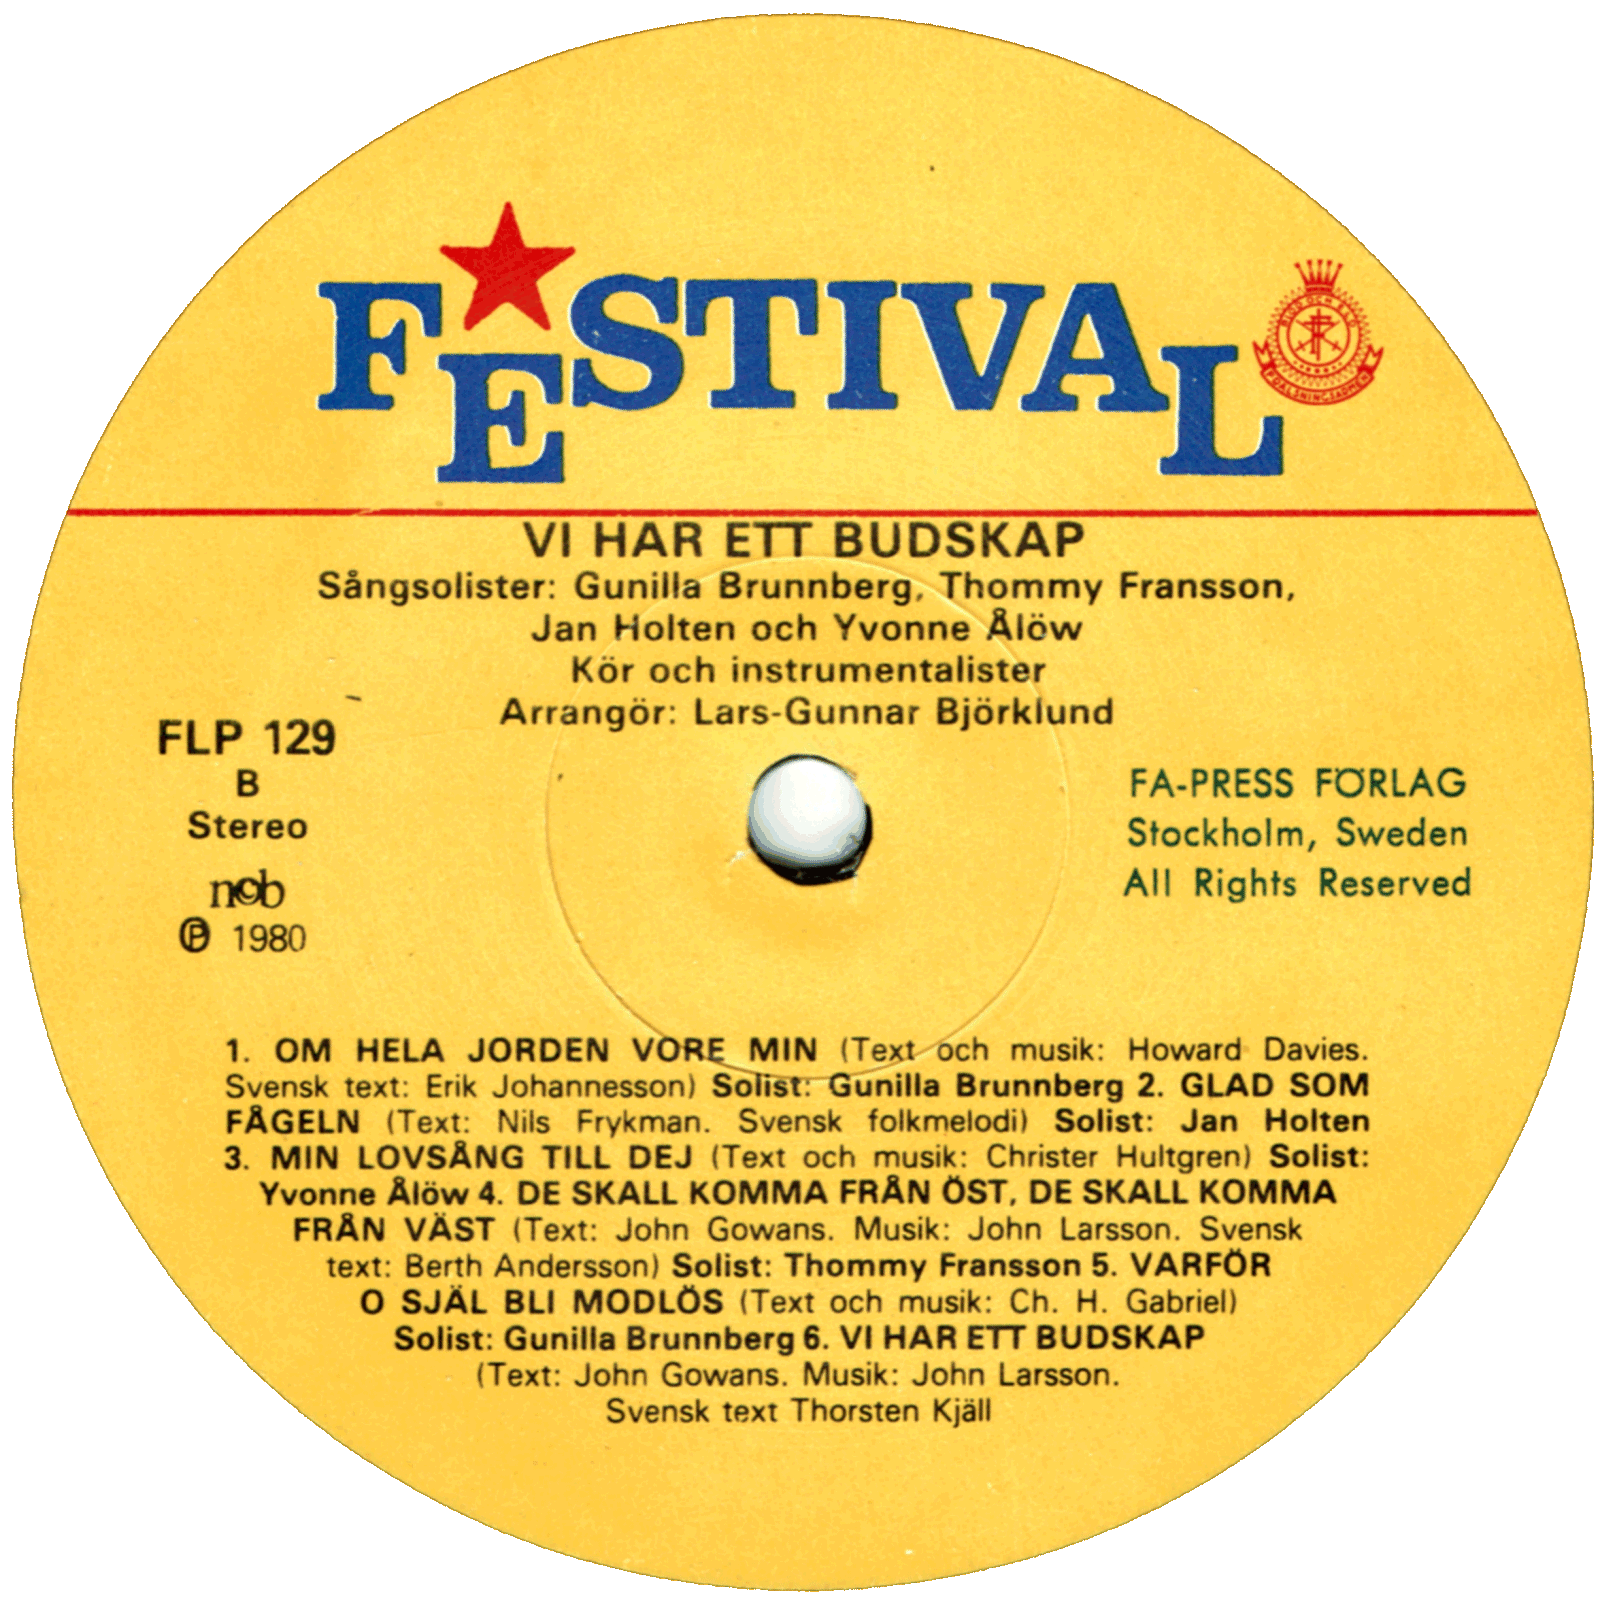 FESTIVAL
BLOD OCH ELD
FRÄLSNINGSARMÉN
VI HAR ETT BUDSKAP
Sångsolister: Gunilla Brunnberg, Thommy Fransson,
Jan Holten och Yvonne Ålöw
Kör och instrumentalister
Arrangör: Lars-Gunnar Björklund
FLP 129
B
Stereo
ncb
Ⓟ 1980
FA-PRESS FÖRLAG
Stockholm, Sweden
All Rights Reserved
1. OM HELA JORDEN VORE MIN (Text och musik: Howard Davies.
Svensk text: Erik Johannesson) Solist: Gunilla Brunnberg 2. GLAD SOM
FÅGELN (Text: Nils Frykman. Svensk folkmelodi) Solist: Jan Holten
3. MIN LOVSÅNG TILL DEJ (Text och musik: Christer Hultgren) Solist:
Yvonne Ålöw 4. DE SKALL KOMMA FRÅN ÖST, DE SKALL KOMMA
FRÅN VÄST (Text: John Gowans. Musik: John Larsson. Svensk
text: Berth Andersson) Solist: Thommy Fransson 5. VARFÖR
O SJÄL BLI MODLÖS (Text och musik: Ch. H. Gabriel)
Solist: Gunilla Brunnberg 6. VI HAR ETT BUDSKAP
(Text: John Gowans. Musik: John Larsson.
Svensk text Thorsten Kjäll